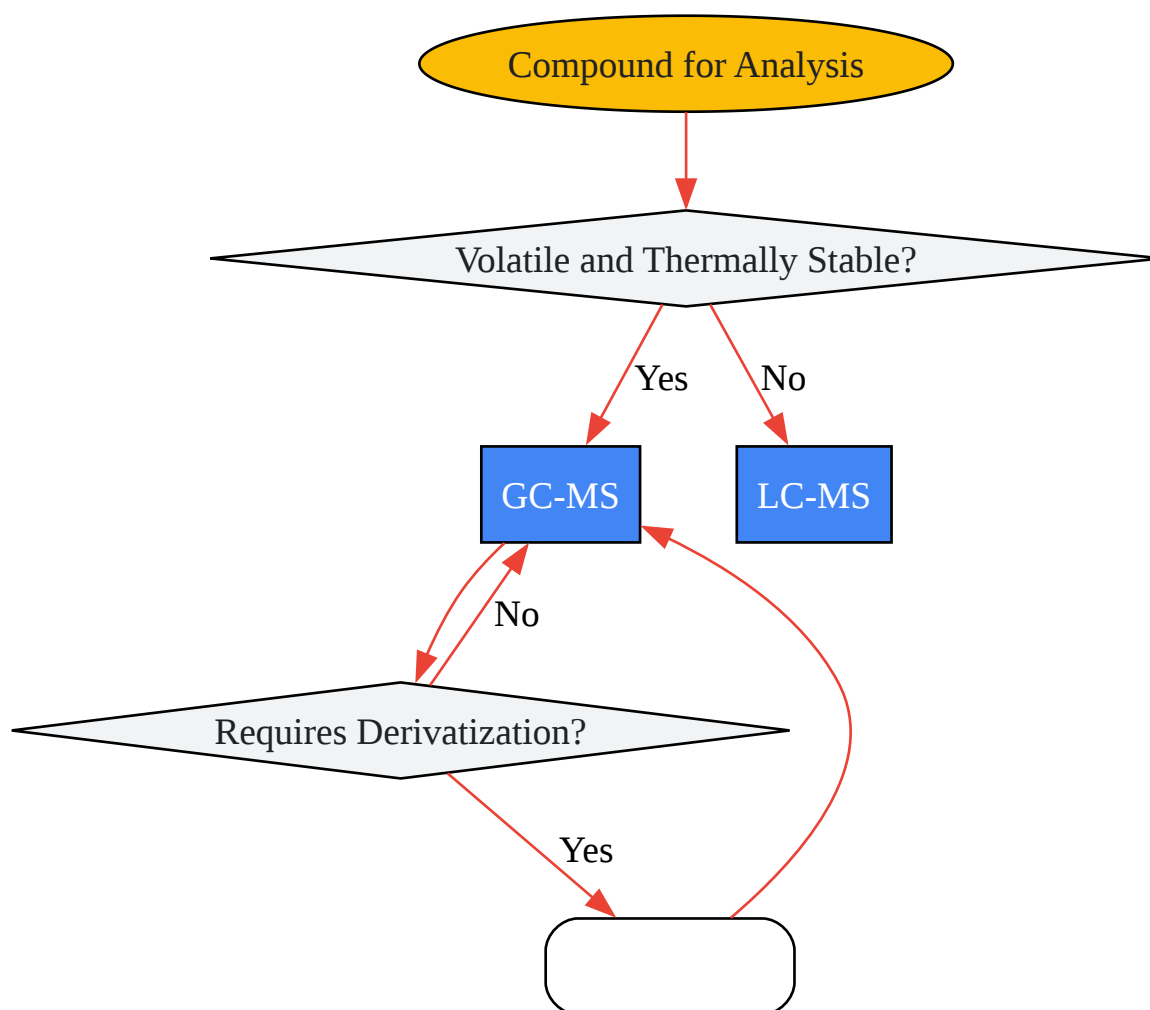 Compound for Analysis
Volatile and Thermally Stable?
Yes
No
GC-MS
LC-MS
No
Requires Derivatization?
Yes